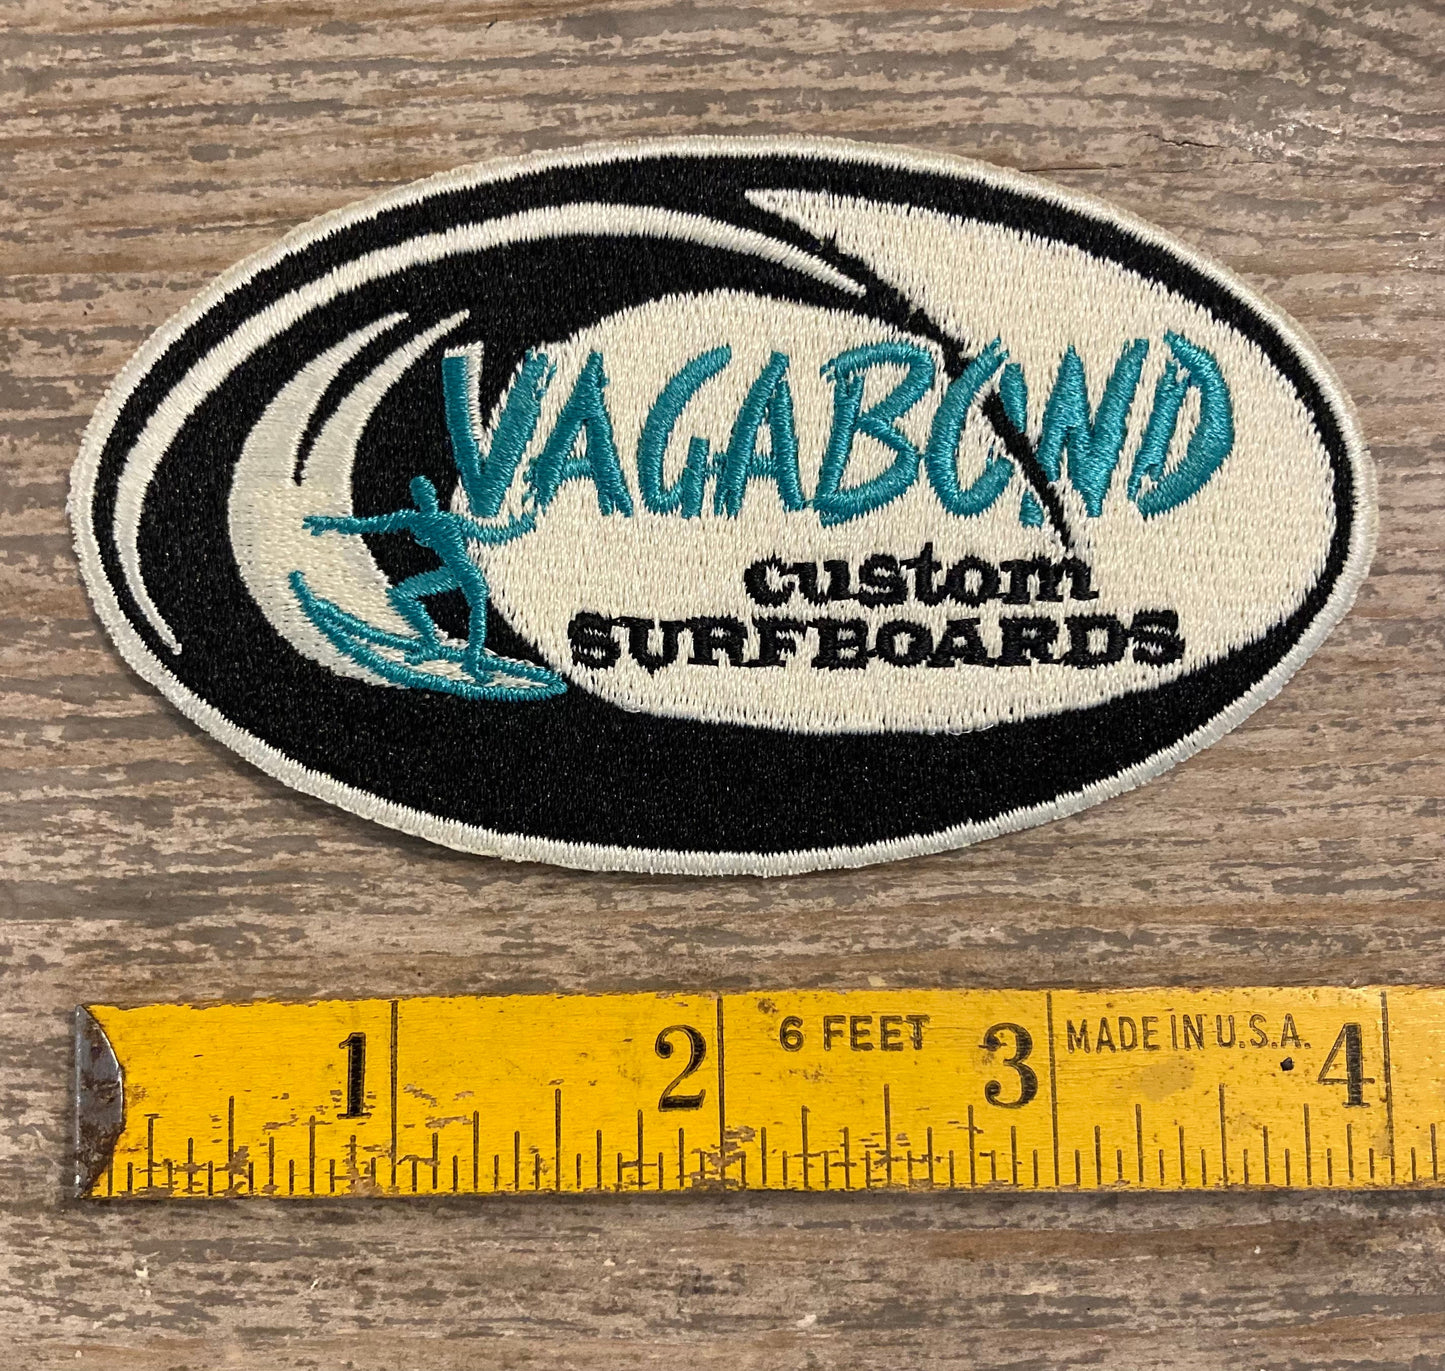 VAGABOND
custom
SURFBOARDS
1 2 6 FEET 3 MADE IN U.S.A. 4